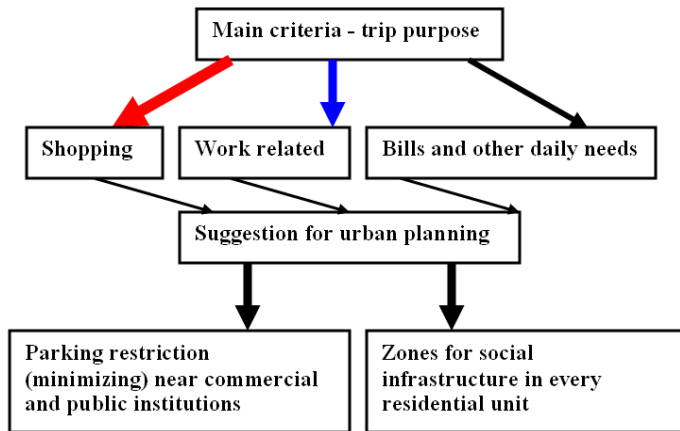 Main criteria - trip purpose
Shopping
Work related
Bills and other daily needs
Suggestion for urban planning
Parking restriction
(minimizing) near commercial
and public institutions
Zones for social
infrastructure in every
residential unit